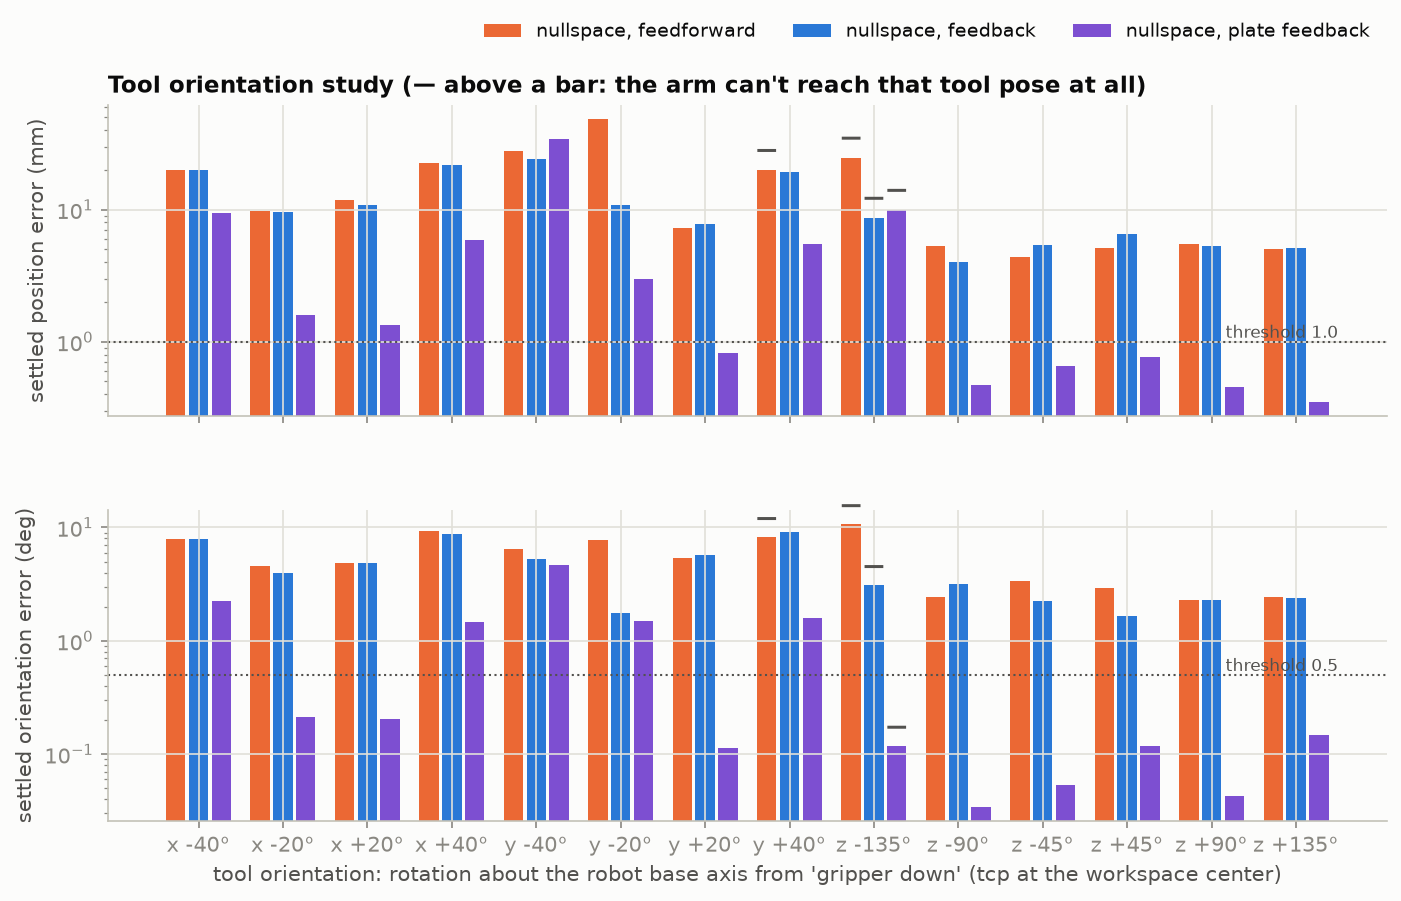 nullspace, feedforward nullspace, feedback nullspace, plate feedback
Tool orientation study (— above a bar: the arm can't reach that tool pose at all)
settled position error (mm)
10¹
10⁰
threshold 1.0
settled orientation error (deg)
10¹
10⁰
10⁻¹
threshold 0.5
x -40° x -20° x +20° x +40° y -40° y -20° y +20° y +40° z -135° z -90° z -45° z +45° z +90° z +135°
tool orientation: rotation about the robot base axis from 'gripper down' (tcp at the workspace center)